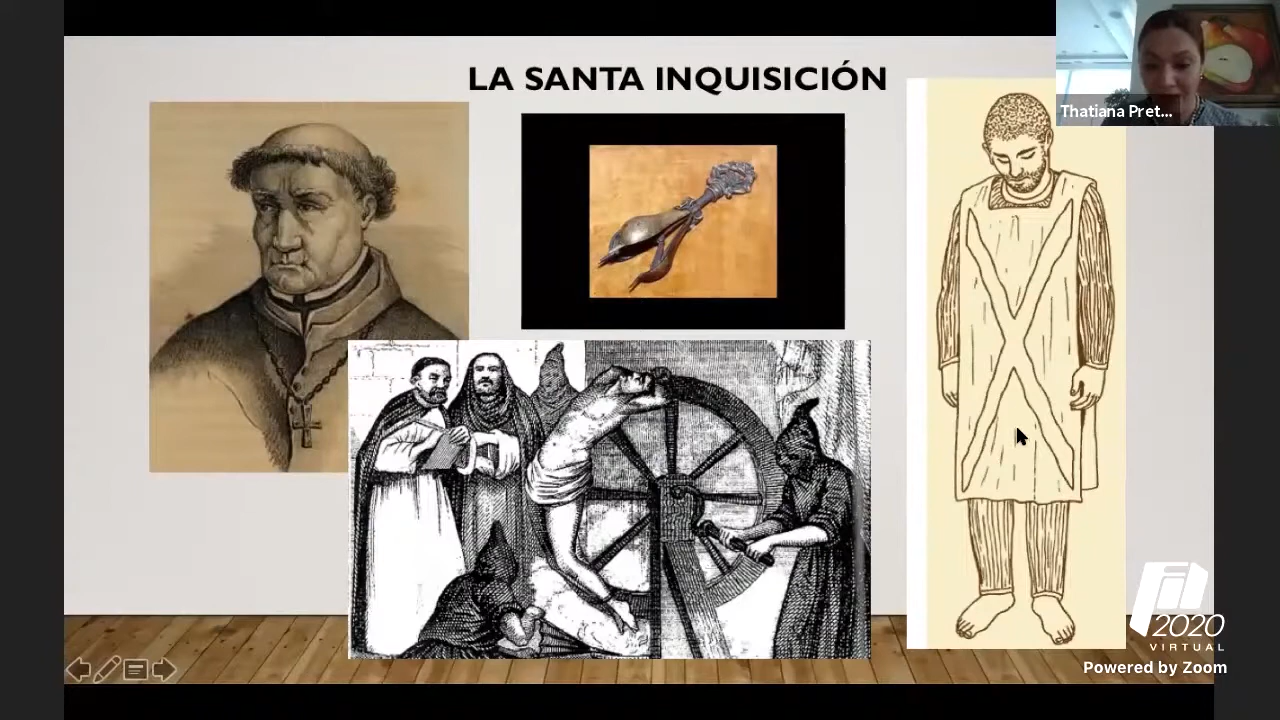 LA SANTA INQUISICIÓN
Thatiana Pret...
2020
VIRTUAL
Powered by Zoom